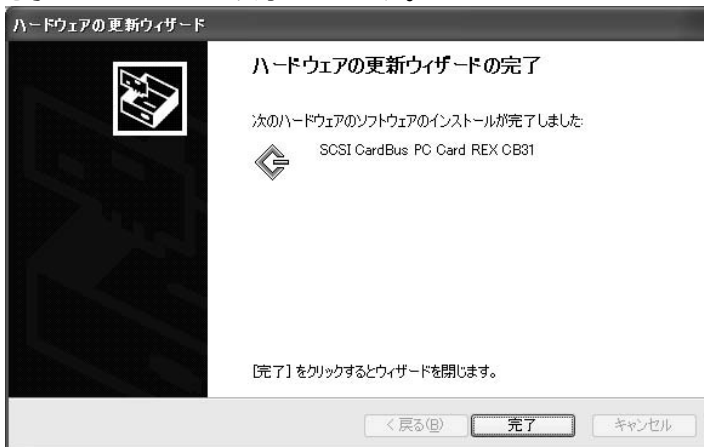 ハードウェアの更新ウィザード
ハードウェアの更新ウィザードの完了
次のハードウェアのソフトウェアのインストールが完了しました:
SCSI CardBus PC Card REX CB31
[完了] をクリックするとウィザードを閉じます。
< 戻る(B)
完了
キャンセル